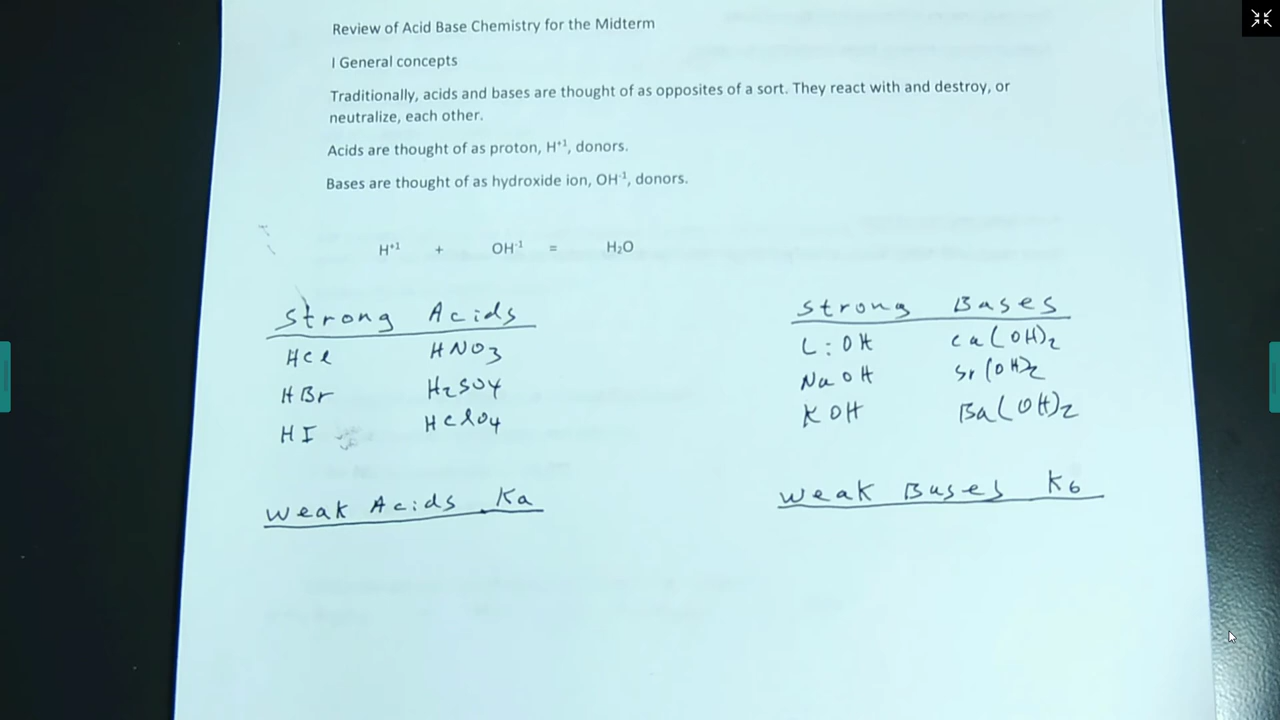 Review of Acid Base Chemistry for the Midterm
I General concepts
Traditionally, acids and bases are thought of as opposites of a sort. They react with and destroy, or
neutralize, each other.
Acids are thought of as proton, H⁺¹, donors.
Bases are thought of as hydroxide ion, OH⁻¹, donors.
H⁺¹ + OH⁻¹ = H₂O
Strong Acids
HCl HNO3
HBr H2SO4
HI HClO4
Weak Acids Ka
Strong Bases
LiOH Ca(OH)2
NaOH Sr(OH)2
KOH Ba(OH)2
Weak Bases Kb